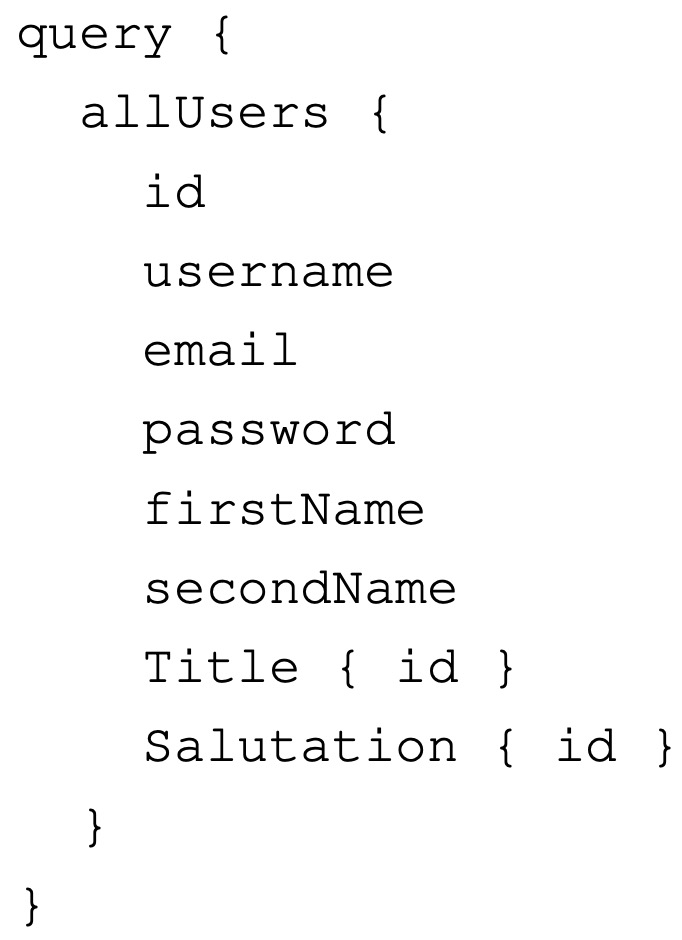 query {
  allUsers {
    id
    username
    email
    password
    firstName
    secondName
    Title { id }
    Salutation { id }
  }
}